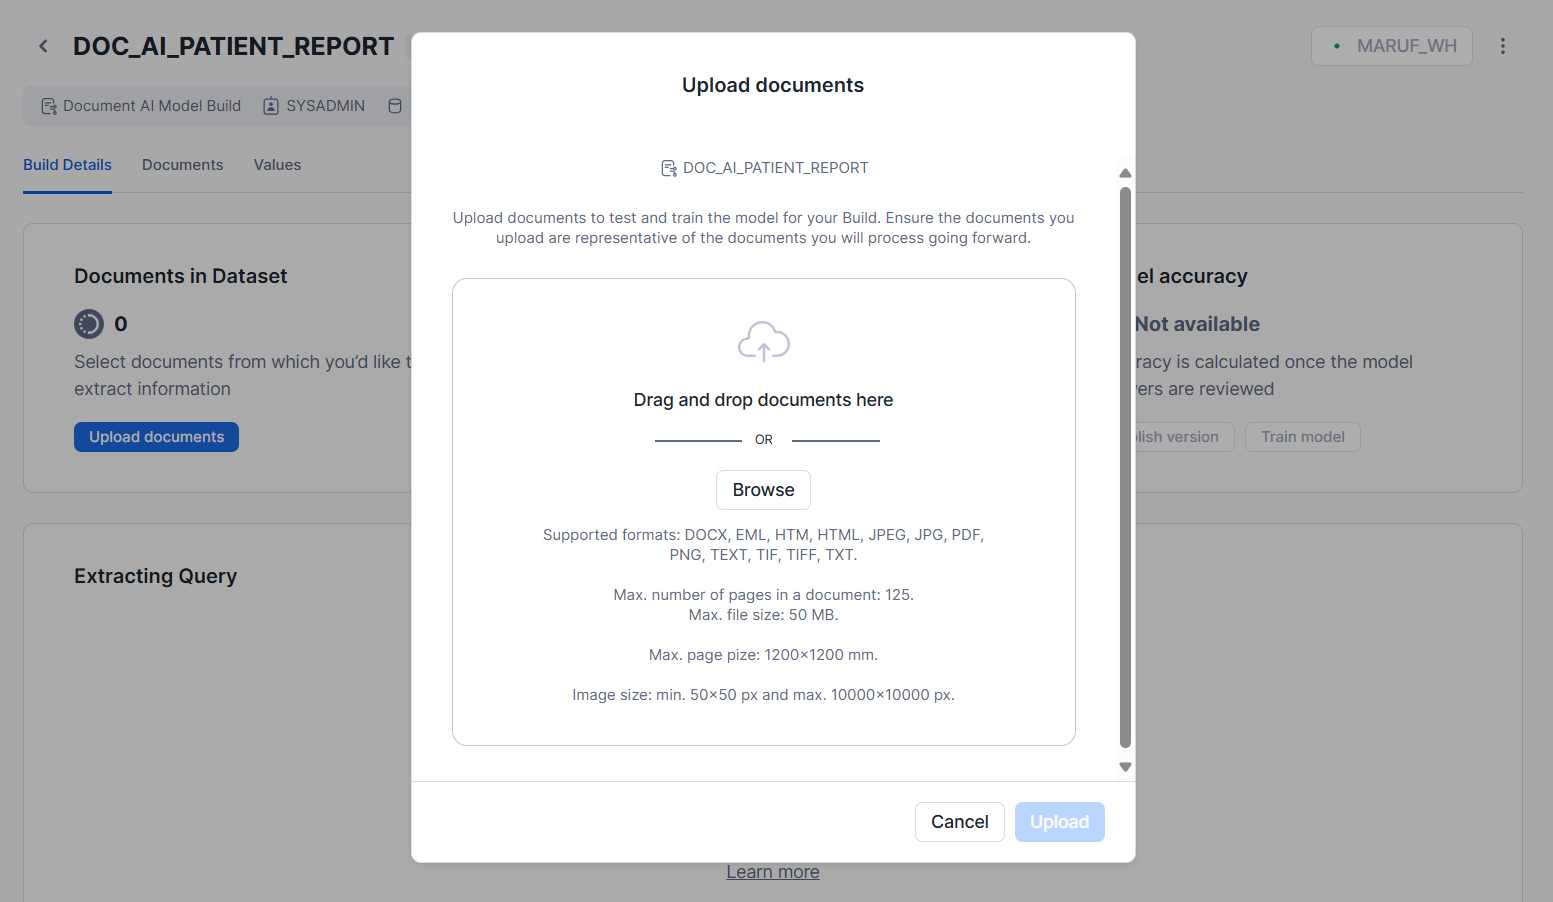 DOC_AI_PATIENT_REPORT
MARUF_WH
Document AI Model Build
SYSADMIN
Build Details
Documents
Values
Documents in Dataset
0
Select documents from which you’d like t
extract information
Upload documents
el accuracy
Not available
racy is calculated once the model
ers are reviewed
lish version
Train model
Extracting Query
Learn more
Upload documents
DOC_AI_PATIENT_REPORT
Upload documents to test and train the model for your Build. Ensure the documents you
upload are representative of the documents you will process going forward.
Drag and drop documents here
OR
Browse
Supported formats: DOCX, EML, HTM, HTML, JPEG, JPG, PDF,
PNG, TEXT, TIF, TIFF, TXT.
Max. number of pages in a document: 125.
Max. file size: 50 MB.
Max. page pize: 1200×1200 mm.
Image size: min. 50×50 px and max. 10000×10000 px.
Cancel
Upload